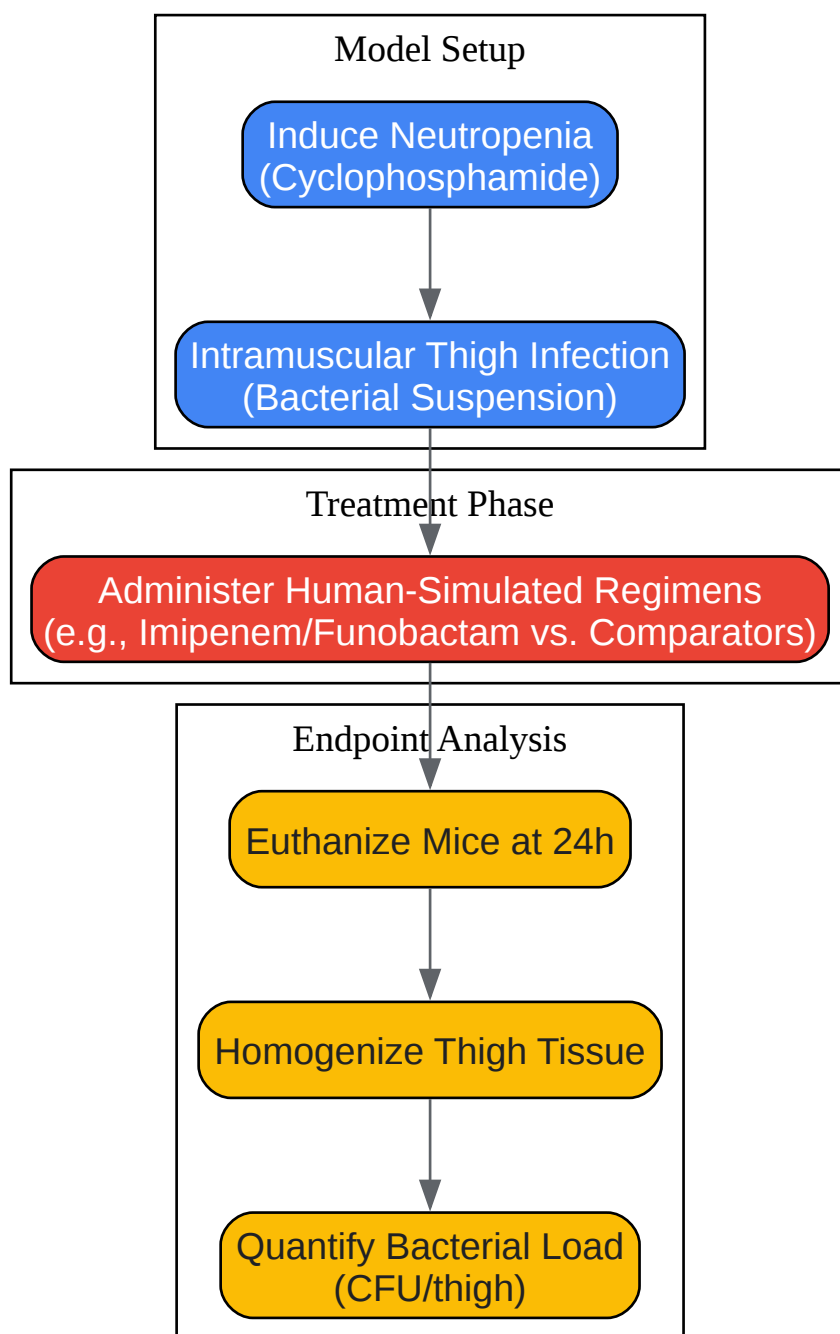 Model Setup
Induce Neutropenia
(Cyclophosphamide)
Intramuscular Thigh Infection
(Bacterial Suspension)
Treatment Phase
Administer Human-Simulated Regimens
(e.g., Imipenem/Funobactam vs. Comparators)
Endpoint Analysis
Euthanize Mice at 24h
Homogenize Thigh Tissue
Quantify Bacterial Load
(CFU/thigh)